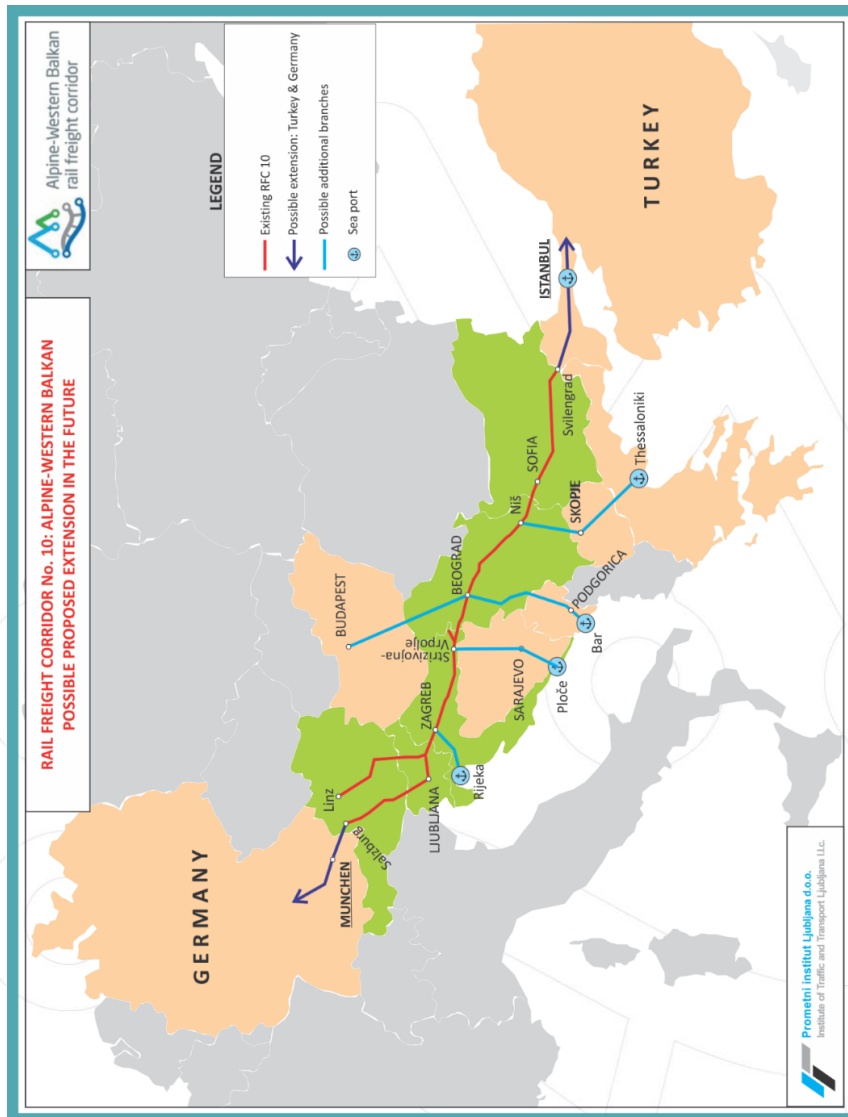 RAIL FREIGHT CORRIDOR No. 10: ALPINE-WESTERN BALKAN
POSSIBLE PROPOSED EXTENSION IN THE FUTURE
Alpine-Western Balkan
rail freight corridor
LEGEND
Existing RFC 10
Possible extension: Turkey & Germany
Possible additional branches
Sea port
GERMANY
MUNCHEN
Salzburg
Linz
LJUBLJANA
Rijeka
ZAGREB
BUDAPEST
Strizivojna-
Vrpolje
SARAJEVO
Ploče
BEOGRAD
PODGORICA
Bar
Niš
SKOPJE
SOFIA
Thessaloniki
Svilengrad
ISTANBUL
TURKEY
Prometni institut Ljubljana d.o.o.
Institute of Traffic and Transport Ljubljana l.l.c.